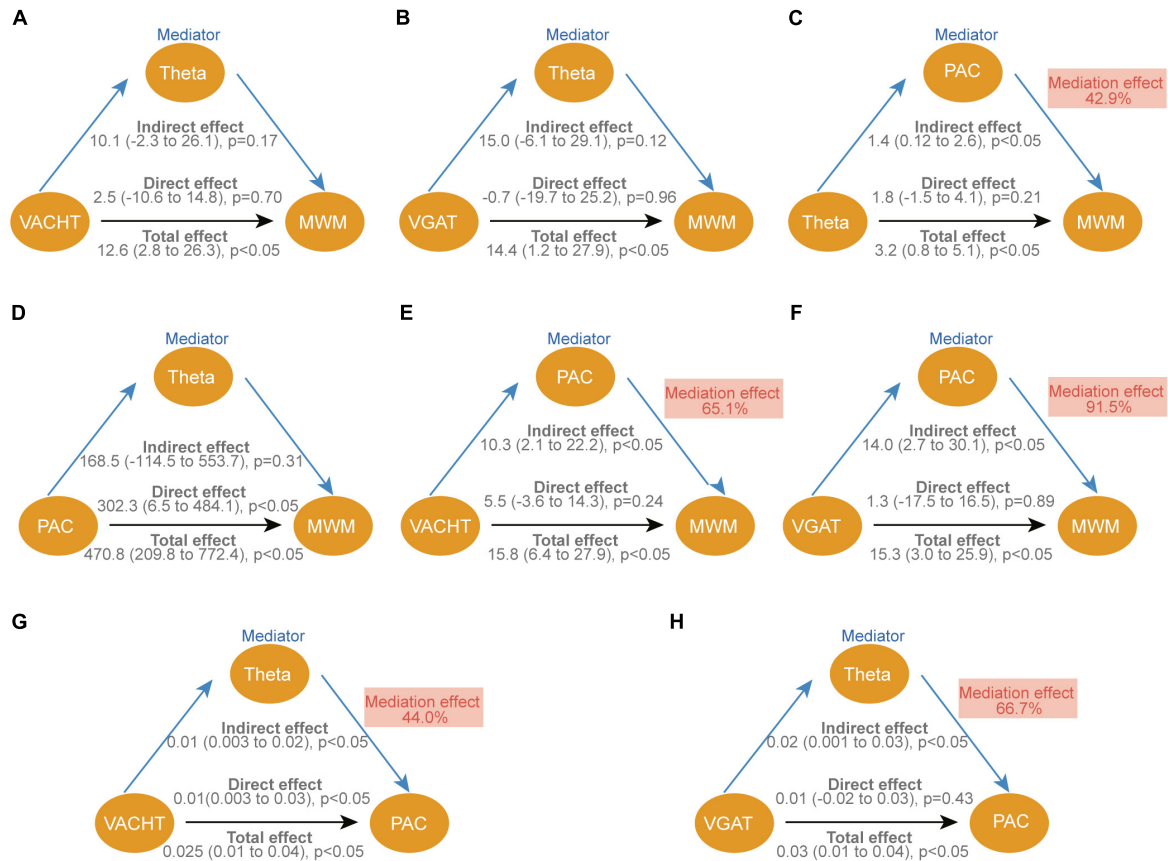 A
Mediator
Theta
Indirect effect
10.1 (-2.3 to 26.1), p=0.17
Direct effect
2.5 (-10.6 to 14.8), p=0.70
VACHT
MWM
Total effect
12.6 (2.8 to 26.3), p<0.05
B
Mediator
Theta
Indirect effect
15.0 (-6.1 to 29.1), p=0.12
Direct effect
-0.7 (-19.7 to 25.2), p=0.96
VGAT
MWM
Total effect
14.4 (1.2 to 27.9), p<0.05
C
Mediator
PAC
Mediation effect
42.9%
Indirect effect
1.4 (0.12 to 2.6), p<0.05
Direct effect
1.8 (-1.5 to 4.1), p=0.21
Theta
MWM
Total effect
3.2 (0.8 to 5.1), p<0.05
D
Mediator
Theta
Indirect effect
168.5 (-114.5 to 553.7), p=0.31
Direct effect
302.3 (6.5 to 484.1), p<0.05
PAC
MWM
Total effect
470.8 (209.8 to 772.4), p<0.05
E
Mediator
PAC
Mediation effect
65.1%
Indirect effect
10.3 (2.1 to 22.2), p<0.05
Direct effect
5.5 (-3.6 to 14.3), p=0.24
VACHT
MWM
Total effect
15.8 (6.4 to 27.9), p<0.05
F
Mediator
PAC
Mediation effect
91.5%
Indirect effect
14.0 (2.7 to 30.1), p<0.05
Direct effect
1.3 (-17.5 to 16.5), p=0.89
VGAT
MWM
Total effect
15.3 (3.0 to 25.9), p<0.05
G
Mediator
Theta
Mediation effect
44.0%
Indirect effect
0.01 (0.003 to 0.02), p<0.05
Direct effect
0.01(0.003 to 0.03), p<0.05
VACHT
PAC
Total effect
0.025 (0.01 to 0.04), p<0.05
H
Mediator
Theta
Mediation effect
66.7%
Indirect effect
0.02 (0.001 to 0.03), p<0.05
Direct effect
0.01 (-0.02 to 0.03), p=0.43
VGAT
PAC
Total effect
0.03 (0.01 to 0.04), p<0.05